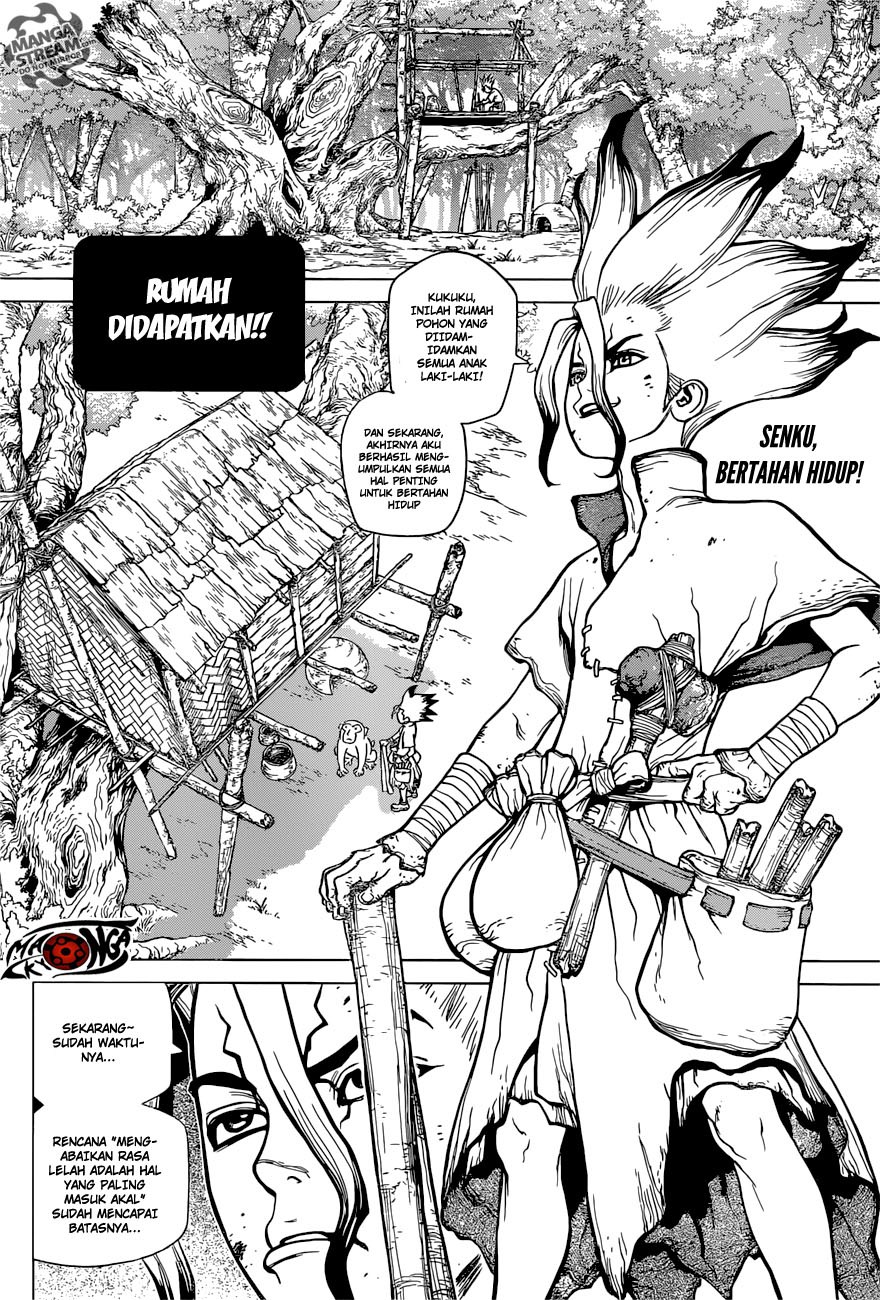 MANGA
STREAM
RUMAH
DIDAPATKAN!!
KUKUKU,
INILAH RUMAH
POHON YANG
DIIDAM-
IDAMKAN
SEMUA ANAK
LAKI-LAKI!
DAN SEKARANG,
AKHIRNYA AKU
BERHASIL MENG-
UMPULKAN SEMUA
HAL PENTING
UNTUK BERTAHAN
HIDUP
SENKU,
BERTAHAN HIDUP!
SEKARANG~
SUDAH WAKTU-
NYA...
RENCANA "MENG-
ABAIKAN RASA
LELAH ADALAH HAL
YANG PALING
MASUK AKAL"
SUDAH MENCAPAI
BATASNYA...